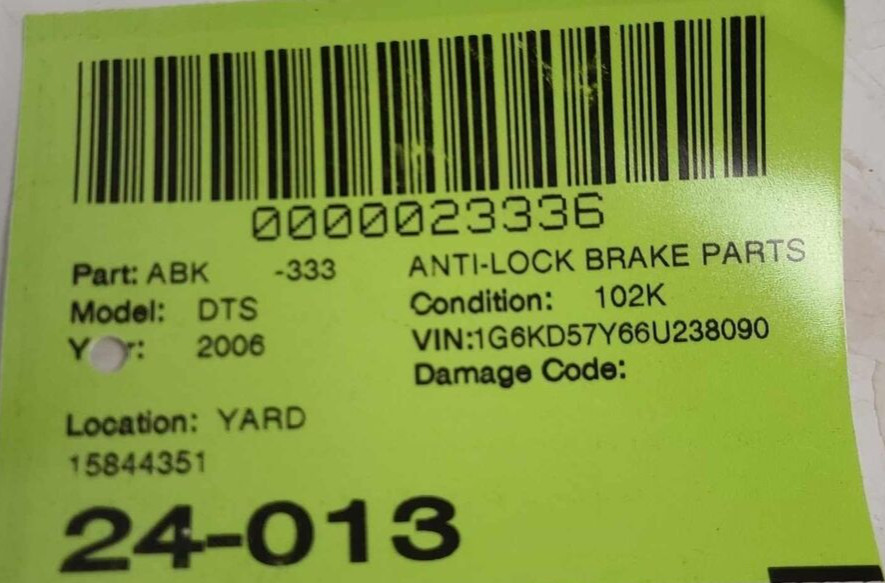 0000023336
Part: ABK -333 ANTI-LOCK BRAKE PARTS
Model: DTS Condition: 102K
2006 VIN:1G6KD57Y66U238090
Damage Code:
Location: YARD
15844351
24-013